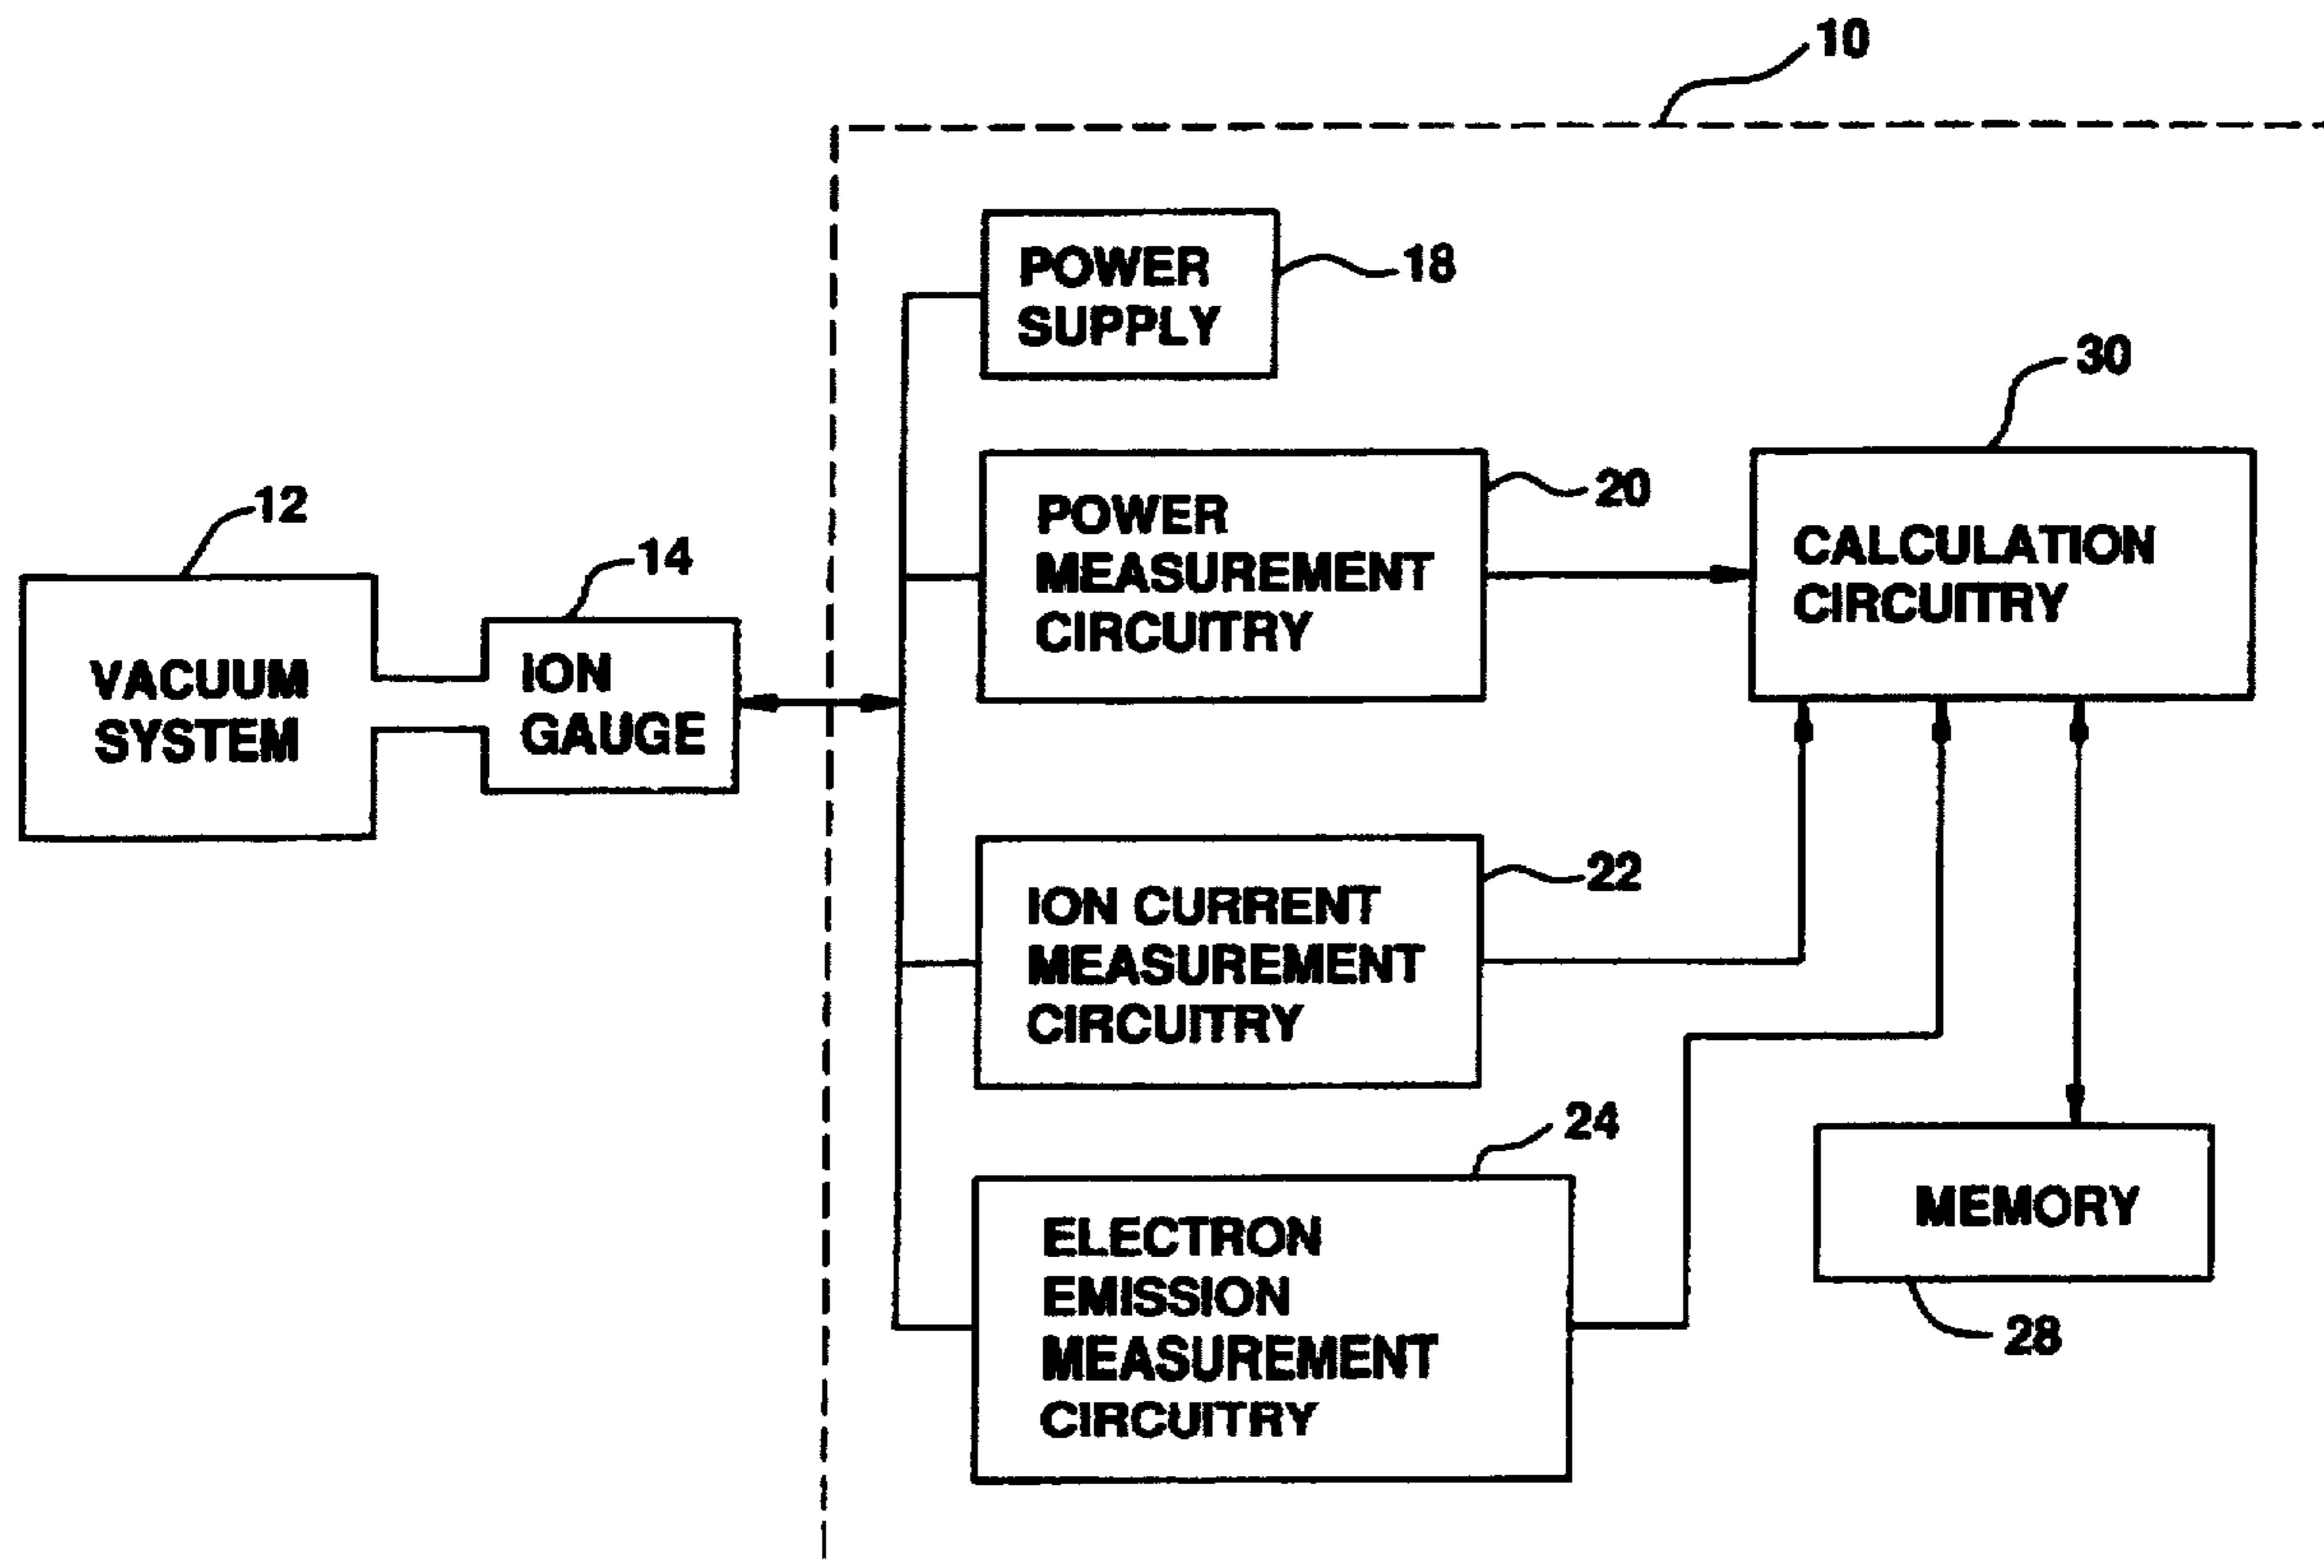 10
POWER
SUPPLY
18
30
POWER
MEASUREMENT
CIRCUITRY
20
CALCULATION
CIRCUITRY
12
14
VACUUM
SYSTEM
ION
GAUGE
ION CURRENT
MEASUREMENT
CIRCUITRY
22
24
ELECTRON
EMISSION
MEASUREMENT
CIRCUITRY
MEMORY
28